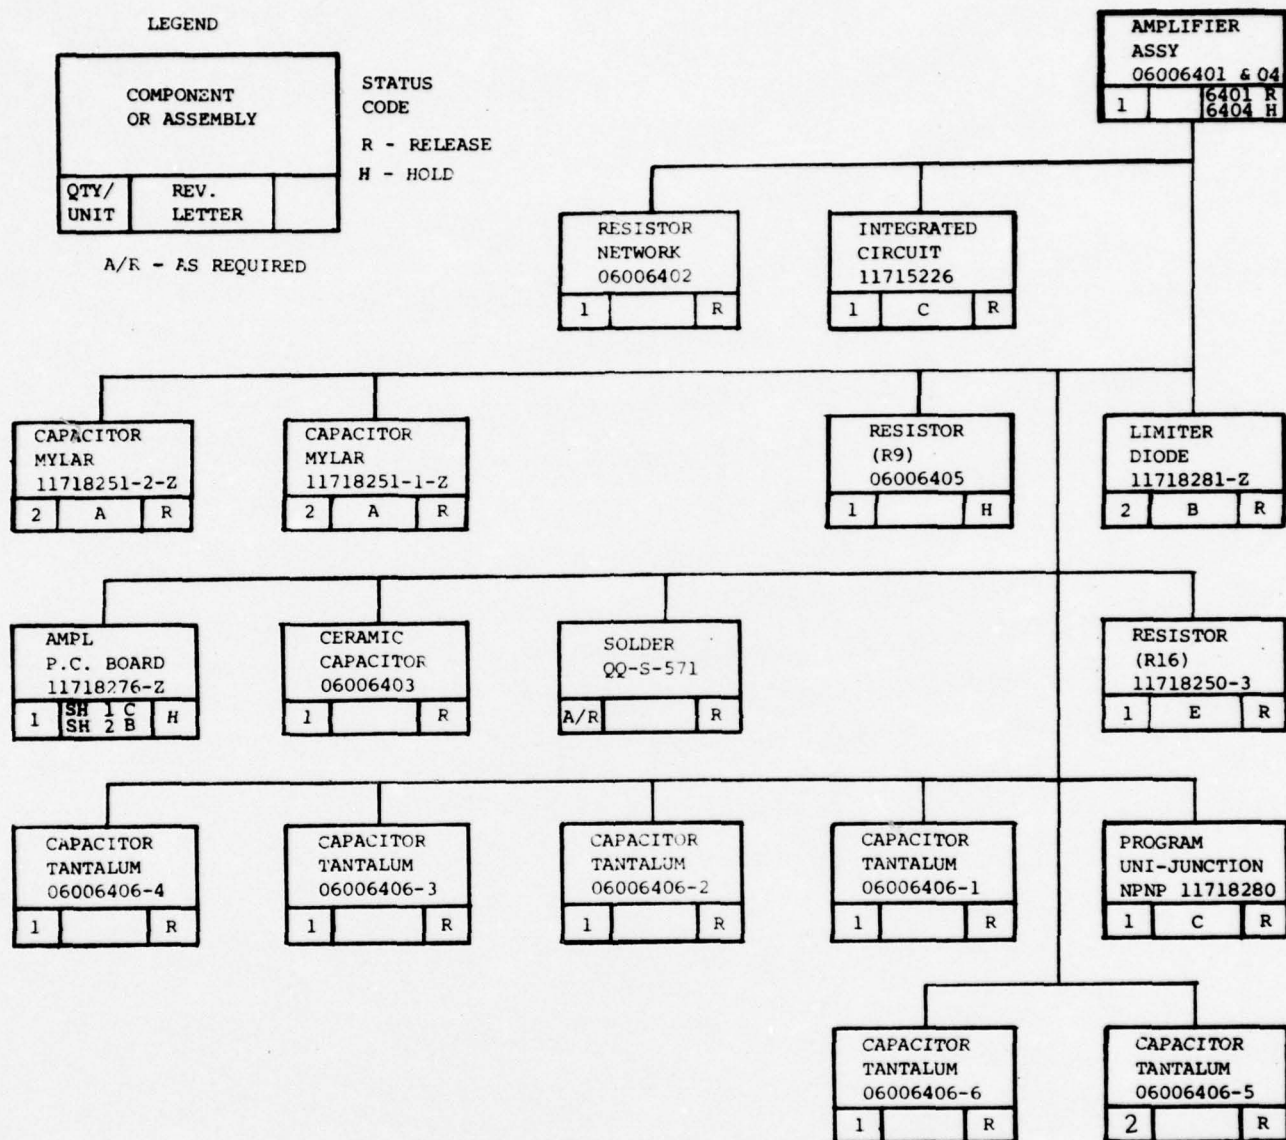 LEGEND
COMPONENT
OR ASSEMBLY
QTY/
UNIT
REV.
LETTER
A/R - AS REQUIRED
STATUS
CODE
R - RELEASE
H - HOLD
AMPLIFIER
ASSY
06006401 & 04
1
6401 R
6404 H
RESISTOR
NETWORK
06006402
1 R
INTEGRATED
CIRCUIT
11715226
1 C R
CAPACITOR
MYLAR
11718251-2-Z
2 A R
CAPACITOR
MYLAR
11718251-1-Z
2 A R
RESISTOR
(R9)
06006405
1 H
LIMITER
DIODE
11718281-Z
2 B R
AMPL
P.C. BOARD
11718276-Z
1
SH 1 C
SH 2 B
H
CERAMIC
CAPACITOR
06006403
1 R
SOLDER
QQ-S-571
A/R R
RESISTOR
(R16)
11718250-3
1 E R
CAPACITOR
TANTALUM
06006406-4
1 R
CAPACITOR
TANTALUM
06006406-3
1 R
CAPACITOR
TANTALUM
06006406-2
1 R
CAPACITOR
TANTALUM
06006406-1
1 R
PROGRAM
UNI-JUNCTION
NPNP 11718280
1 C R
CAPACITOR
TANTALUM
06006406-6
1 R
CAPACITOR
TANTALUM
06006406-5
2 R